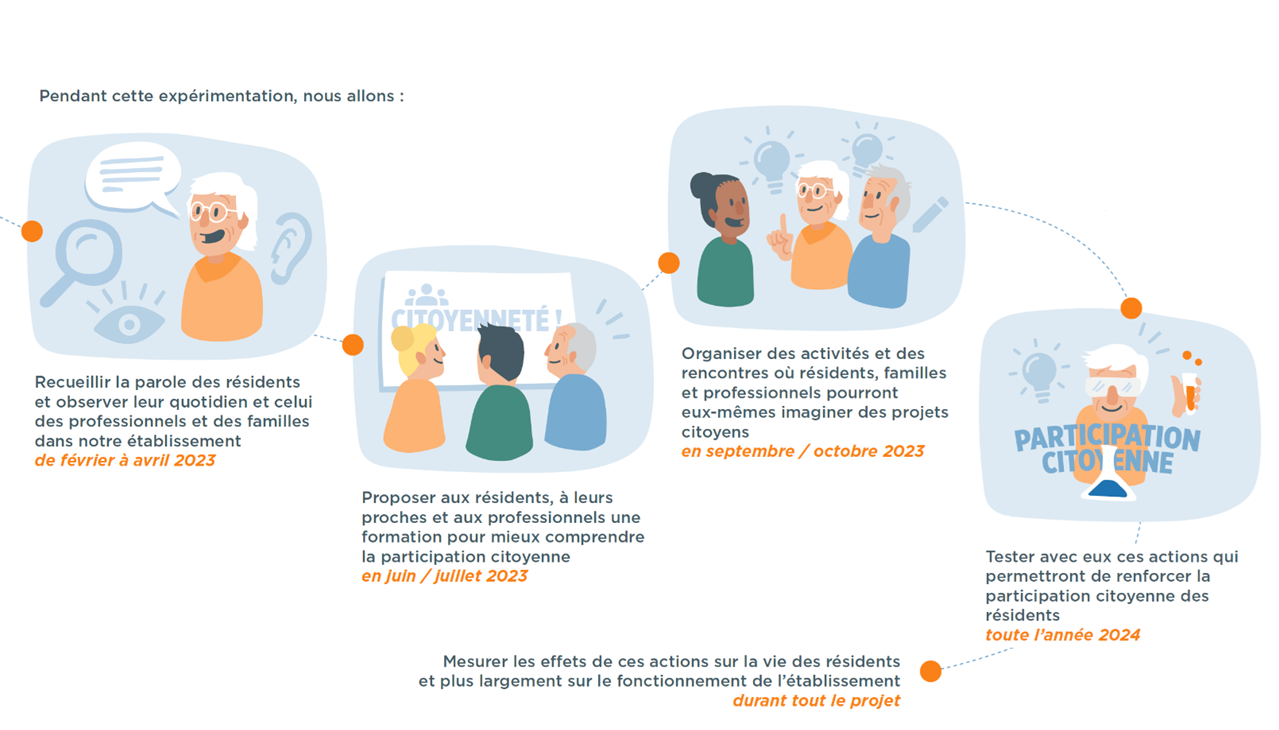 Pendant cette expérimentation, nous allons :
Recueillir la parole des résidents
et observer leur quotidien et celui
des professionnels et des familles
dans notre établissement
de février à avril 2023
CITOYENNETÉ !
Proposer aux résidents, à leurs
proches et aux professionnels une
formation pour mieux comprendre
la participation citoyenne
en juin / juillet 2023
Organiser des activités et des
rencontres où résidents, familles
et professionnels pourront
eux-mêmes imaginer des projets
citoyens
en septembre / octobre 2023
PARTICIPATION
CITOYENNE
Tester avec eux ces actions qui
permettront de renforcer la
participation citoyenne des
résidents
toute l’année 2024
Mesurer les effets de ces actions sur la vie des résidents
et plus largement sur le fonctionnement de l’établissement
durant tout le projet